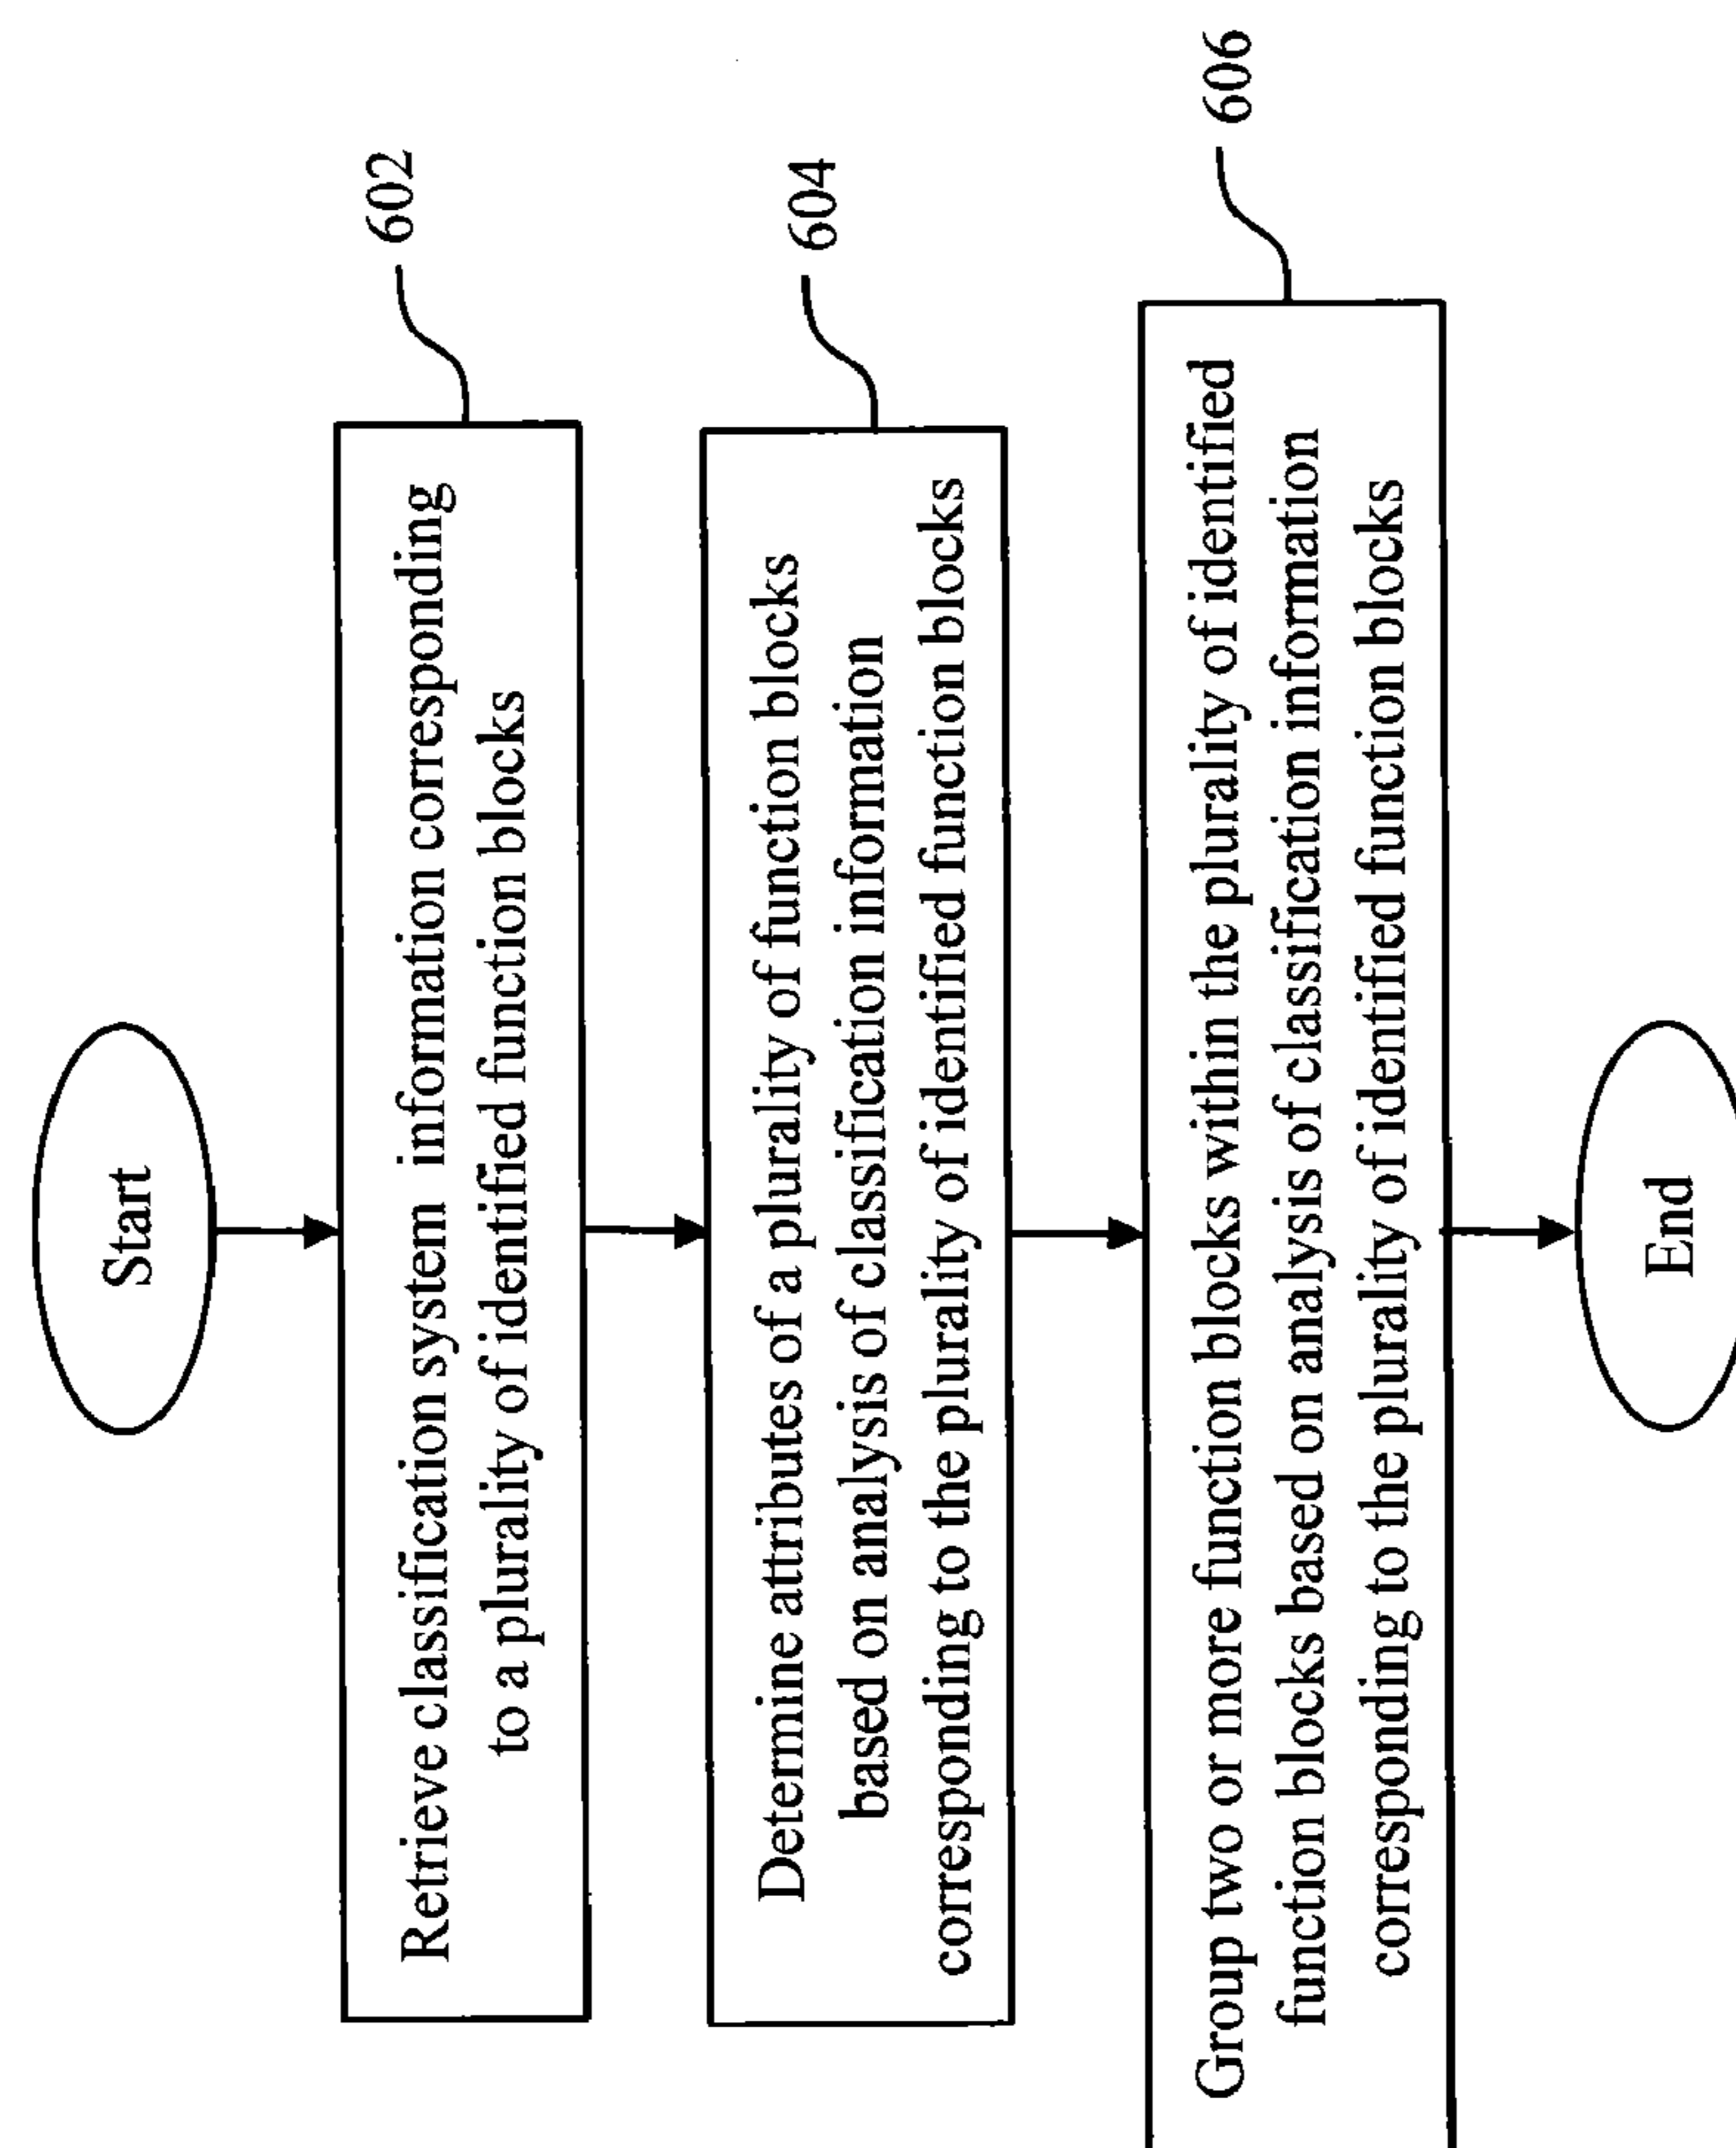 Start
Retrieve classification system information corresponding
to a plurality of identified function blocks
602
Determine attributes of a plurality of function blocks
based on analysis of classification information
corresponding to the plurality of identified function blocks
604
Group two or more function blocks within the plurality of identified
function blocks based on analysis of classification information
corresponding to the plurality of identified function blocks
606
End